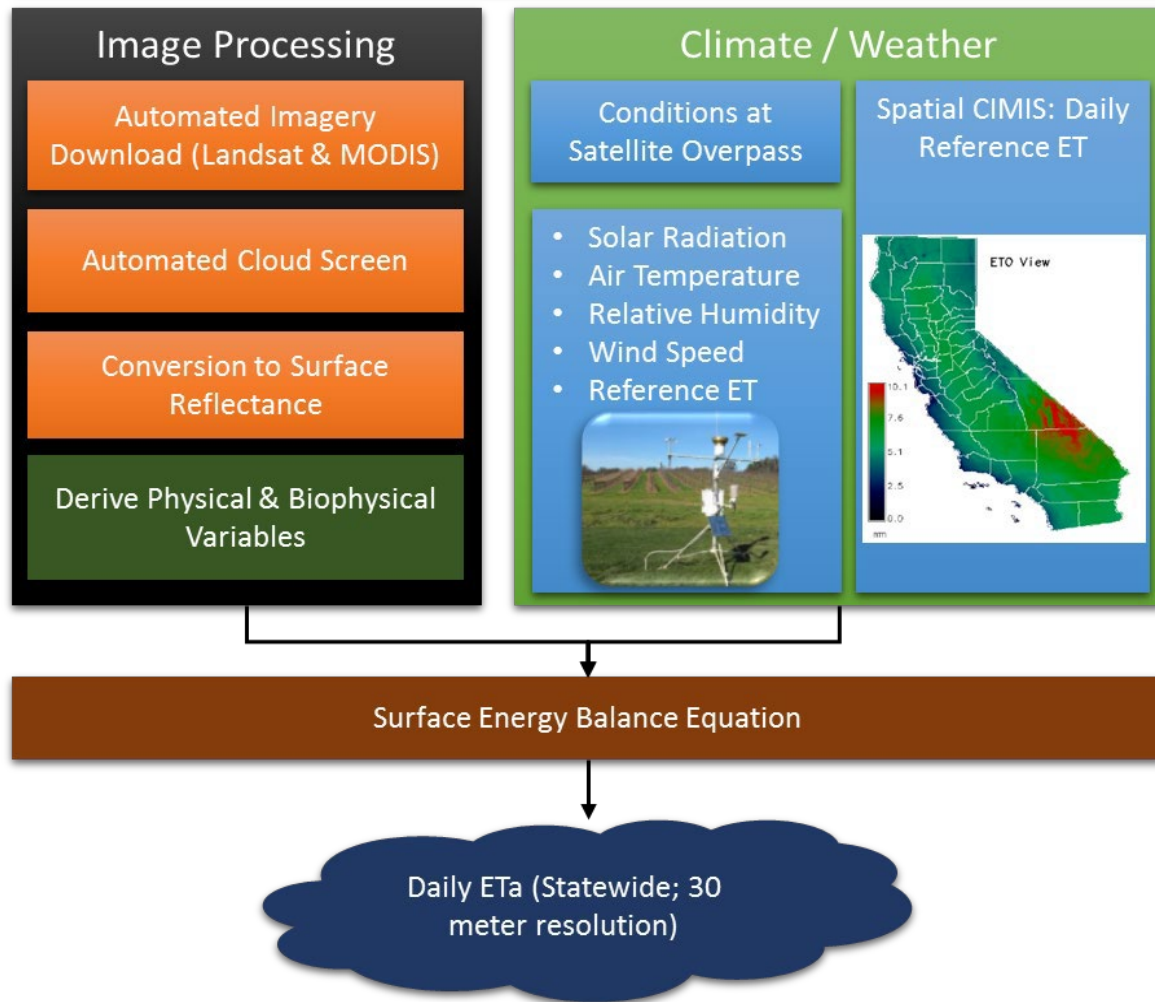 Image Processing
Automated Imagery
Download (Landsat & MODIS)
Automated Cloud Screen
Conversion to Surface
Reflectance
Derive Physical & Biophysical
Variables
Climate / Weather
Conditions at
Satellite Overpass
• Solar Radiation
• Air Temperature
• Relative Humidity
• Wind Speed
• Reference ET
Spatial CIMIS: Daily
Reference ET
ETO View
10.1
7.6
5.1
2.5
0.0
mm
Surface Energy Balance Equation
Daily ETa (Statewide; 30
meter resolution)